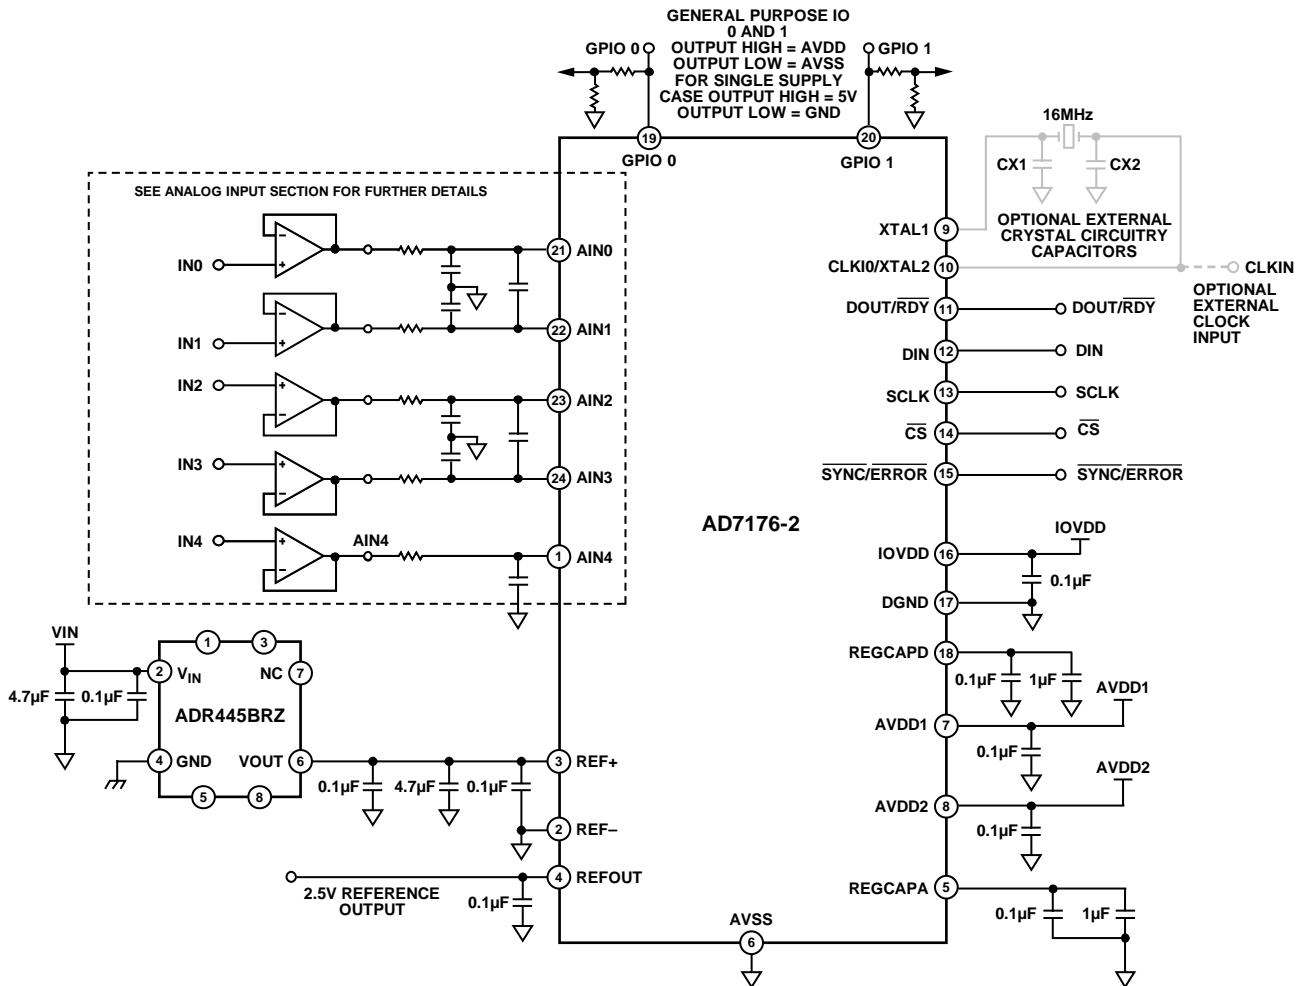 GENERAL PURPOSE IO
0 AND 1
OUTPUT HIGH = AVDD
OUTPUT LOW = AVSS
FOR SINGLE SUPPLY
CASE OUTPUT HIGH = 5V
OUTPUT LOW = GND
GPIO 0
GPIO 1
19
GPIO 0
20
GPIO 1
16MHz
CX1
CX2
OPTIONAL EXTERNAL
CRYSTAL CIRCUITRY
CAPACITORS
CLKIN
OPTIONAL
EXTERNAL
CLOCK
INPUT
SEE ANALOG INPUT SECTION FOR FURTHER DETAILS
IN0
−
+
21
AIN0
IN1
−
+
22
AIN1
IN2
+
−
23
AIN2
IN3
+
−
24
AIN3
IN4
+
−
AIN4
1
AIN4
AD7176-2
XTAL1
9
CLKI0/XTAL2
10
DOUT/RDY
11
DOUT/RDY
DIN
12
DIN
SCLK
13
SCLK
CS
14
CS
SYNC/ERROR
15
SYNC/ERROR
IOVDD
IOVDD
16
0.1µF
DGND
17
REGCAPD
18
0.1µF
1µF
AVDD1
AVDD1
7
0.1µF
AVDD2
AVDD2
8
0.1µF
REGCAPA
5
0.1µF
1µF
VIN
4.7µF
0.1µF
1
3
2
VIN
NC
7
ADR445BRZ
4
GND
VOUT
6
5
8
0.1µF
4.7µF
0.1µF
3
REF+
2
REF−
4
REFOUT
2.5V REFERENCE
OUTPUT
0.1µF
AVSS
6